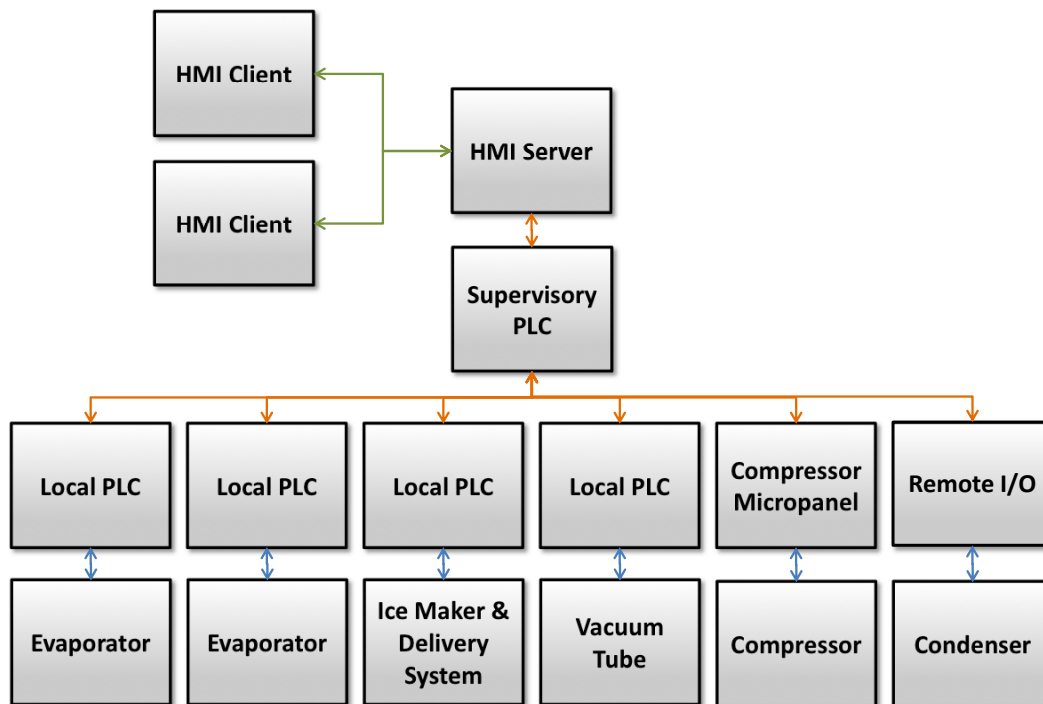 HMI Client
HMI Server
HMI Client
Supervisory
PLC
Local PLC
Local PLC
Local PLC
Local PLC
Compressor
Micropanel
Remote I/O
Evaporator
Evaporator
Ice Maker &
Delivery
System
Vacuum
Tube
Compressor
Condenser